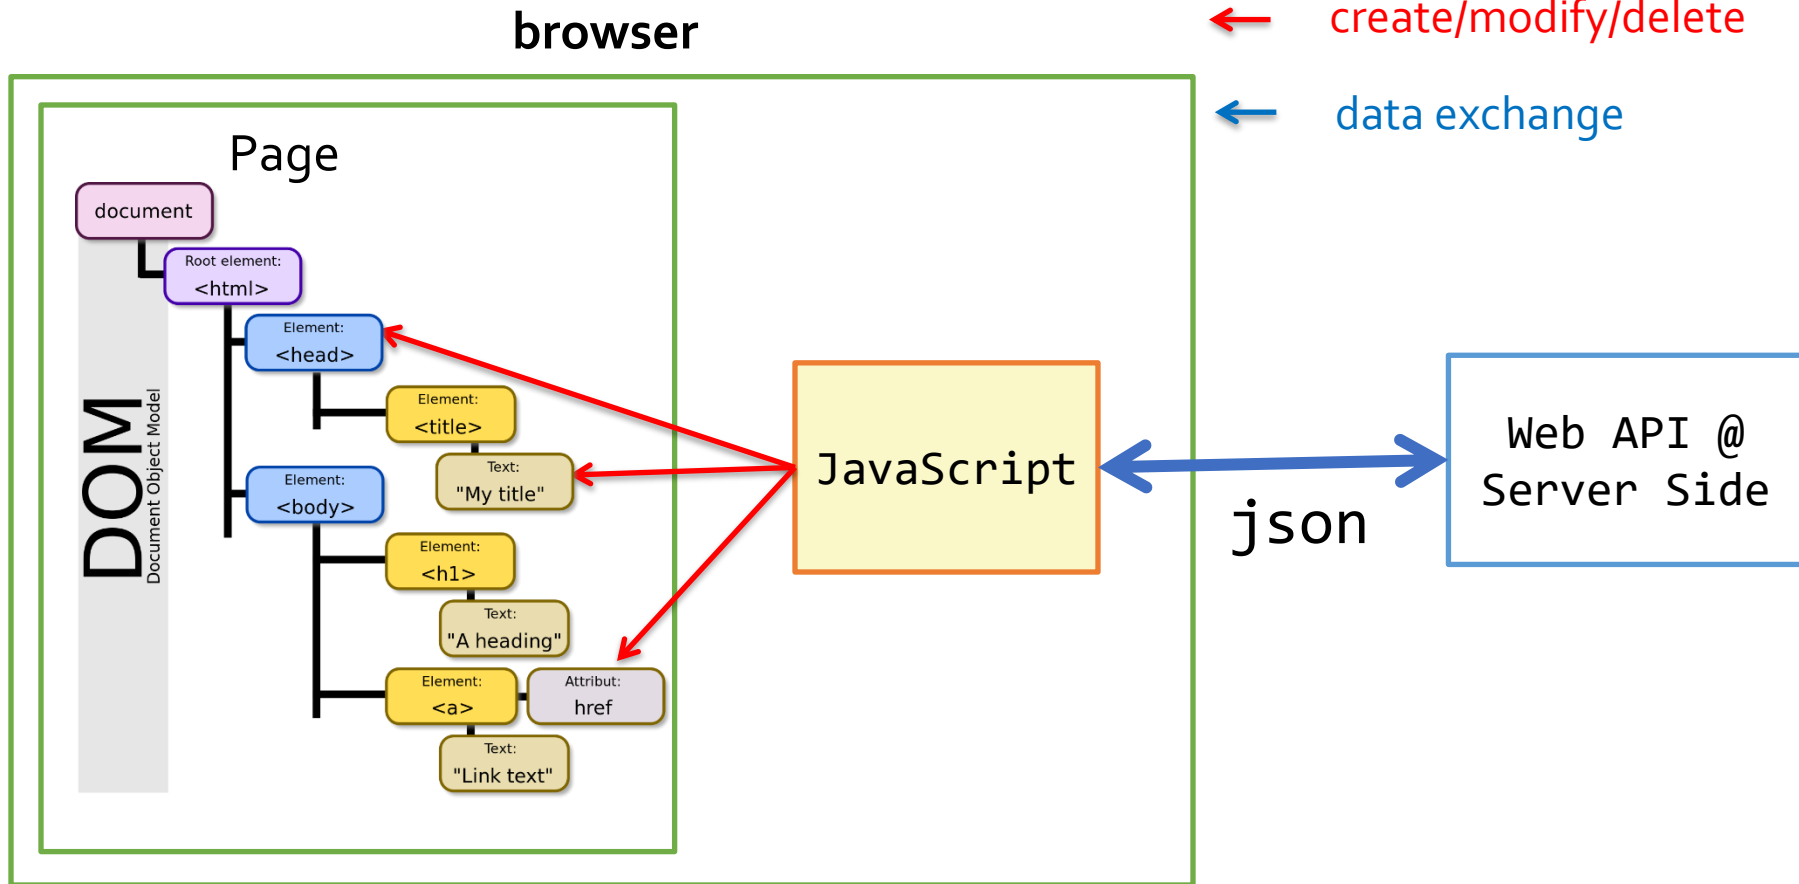 browser
create/modify/delete
data exchange
Page
document
Root element:
<html>
Element:
<head>
Element:
<title>
Text:
"My title"
Element:
<body>
Element:
<h1>
Text:
"A heading"
Element:
<a>
Attribut:
href
Text:
"Link text"
DOM
Document Object Model
JavaScript
json
Web API @
Server Side